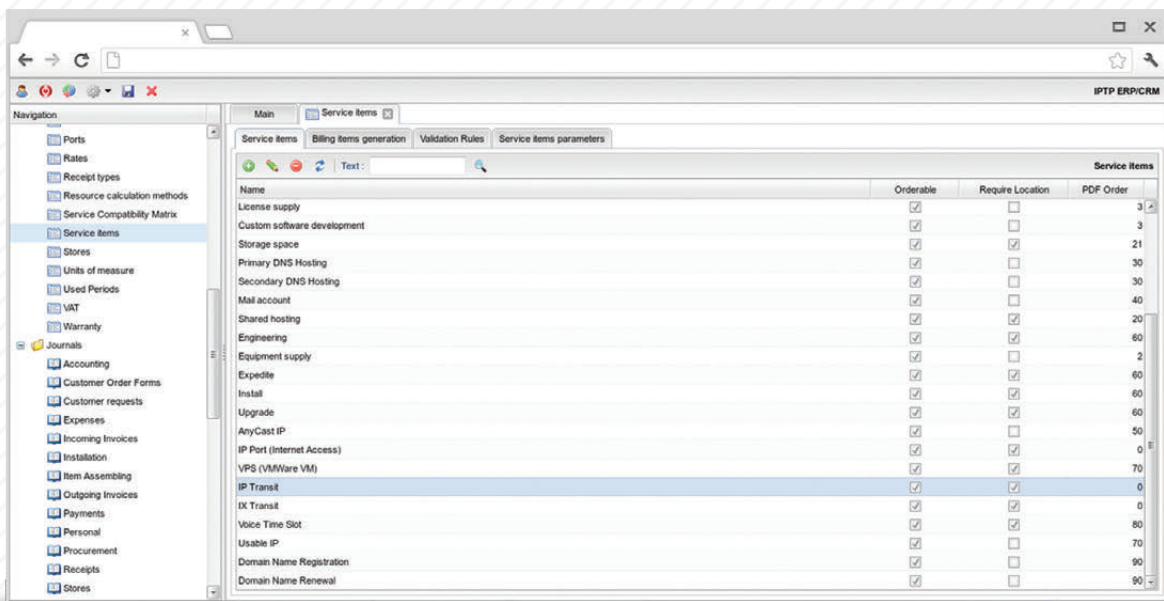 IPTP ERP/CRM
Navigation
Ports
Rates
Receipt types
Resource calculation methods
Service Compatibility Matrix
Service items
Stores
Units of measure
Used Periods
VAT
Warranty
Journals
Accounting
Customer Order Forms
Customer requests
Expenses
Incoming Invoices
Installation
Item Assembling
Outgoing Invoices
Payments
Personal
Procurement
Receipts
Stores
Main Service items
Service items Billing items generation Validation Rules Service items parameters
Text: Service items
Name Orderable Require Location PDF Order
License supply 3
Custom software development 3
Storage space 21
Primary DNS Hosting 30
Secondary DNS Hosting 30
Mail account 40
Shared hosting 20
Engineering 60
Equipment supply 2
Expedite 60
Install 60
Upgrade 60
AnyCast IP 50
IP Port (Internet Access) 0
VPS (VMWare VM) 70
IP Transit 0
IX Transit 0
Voice Time Slot 80
Usable IP 70
Domain Name Registration 90
Domain Name Renewal 90